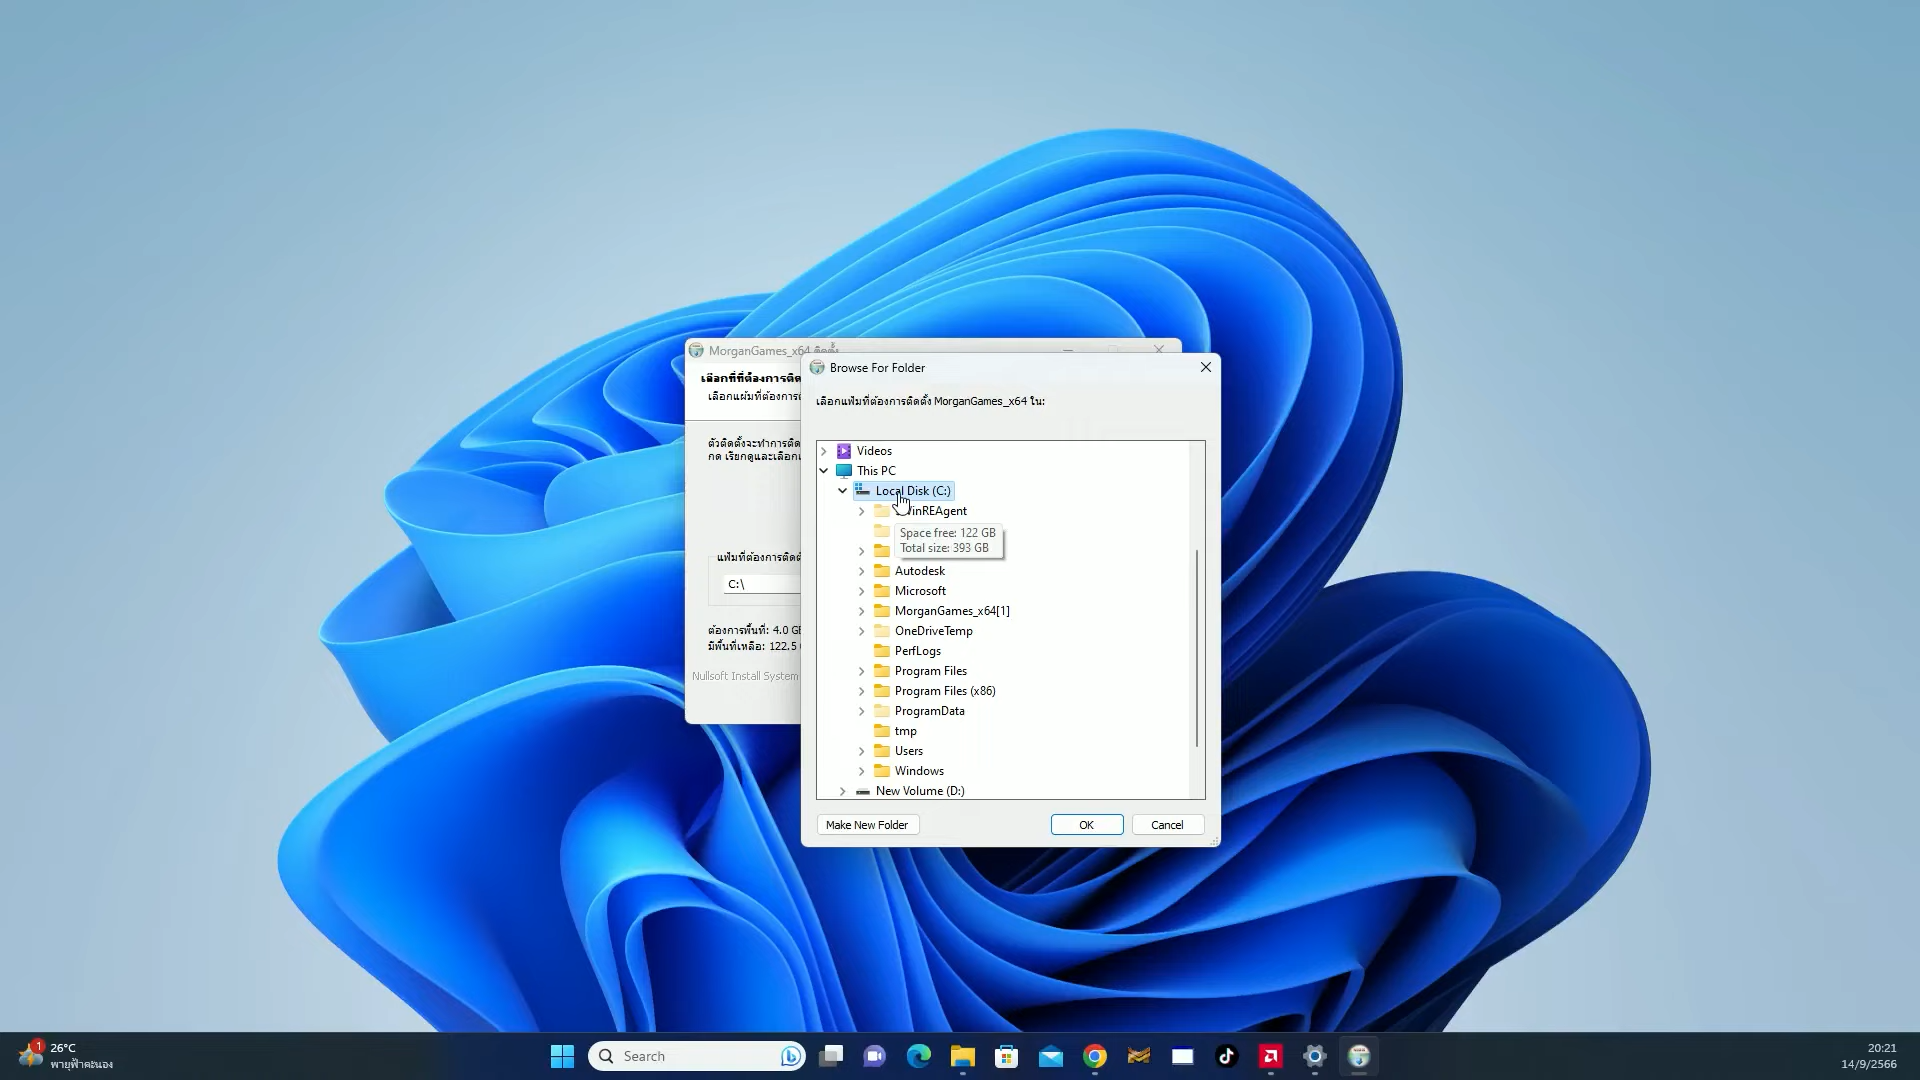 MorganGames_x64 ติดตั้ง
เลือกที่ที่ต้องการติด
เลือกแฟ้มที่ต้องการ
ตัวติดตั้งจะทำการติด
กด เรียกดูและเลือก
แฟ้มที่ต้องการติดตั้
C:\
ต้องการพื้นที่: 4.0 GB
มีพื้นที่เหลือ: 122.5
Nullsoft Install System
Browse For Folder
เลือกแฟ้มที่ต้องการติดตั้ง MorganGames_x64 ใน:
Videos
This PC
Local Disk (C:)
WinREAgent
Space free: 122 GB
Total size: 393 GB
Autodesk
Microsoft
MorganGames_x64[1]
OneDriveTemp
PerfLogs
Program Files
Program Files (x86)
ProgramData
tmp
Users
Windows
New Volume (D:)
Make New Folder
OK
Cancel
1
26°C
พายุฟ้าคะนอง
Search
20:21
14/9/2566